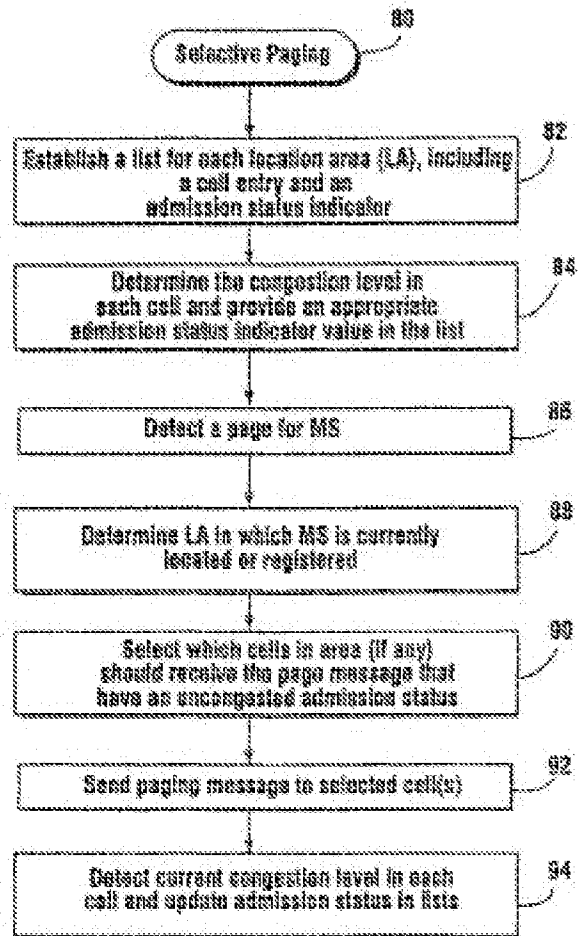 80
Selective Paging
82
Establish a list for each location area (LA), including
a cell entry and an
admission status indicator
84
Determine the congestion level in
each cell and provide an appropriate
admission status indicator value in the list
86
Detect a page for MS
88
Determine LA in which MS is currently
located or registered
90
Select which cells in area (if any)
should receive the page message that
have an uncongested admission status
92
Send paging message to selected cell(s)
94
Detect current congestion level in each
cell and update admission status in lists